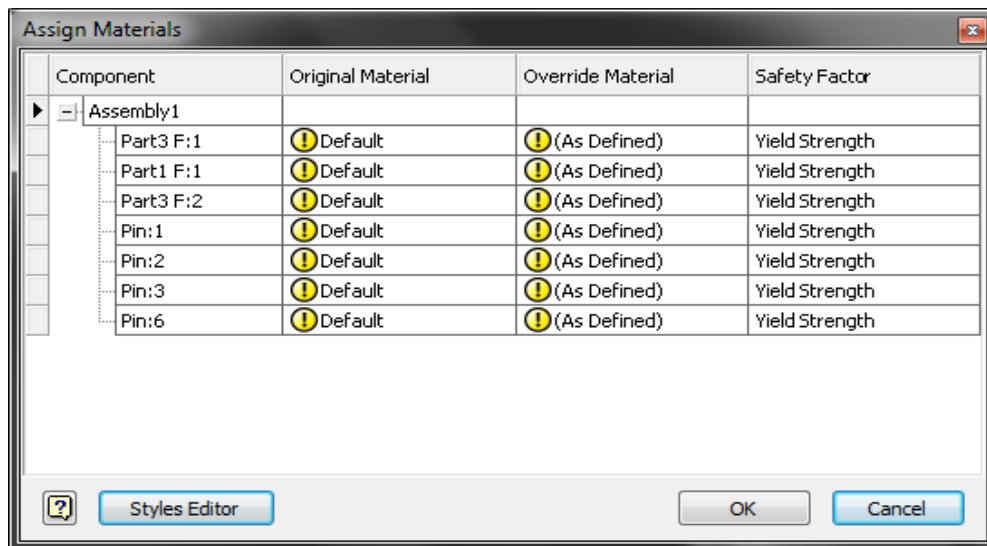 Assign Materials
Component Original Material Override Material Safety Factor
Assembly1
Part3 F:1 Default (As Defined) Yield Strength
Part1 F:1 Default (As Defined) Yield Strength
Part3 F:2 Default (As Defined) Yield Strength
Pin:1 Default (As Defined) Yield Strength
Pin:2 Default (As Defined) Yield Strength
Pin:3 Default (As Defined) Yield Strength
Pin:6 Default (As Defined) Yield Strength
Styles Editor OK Cancel